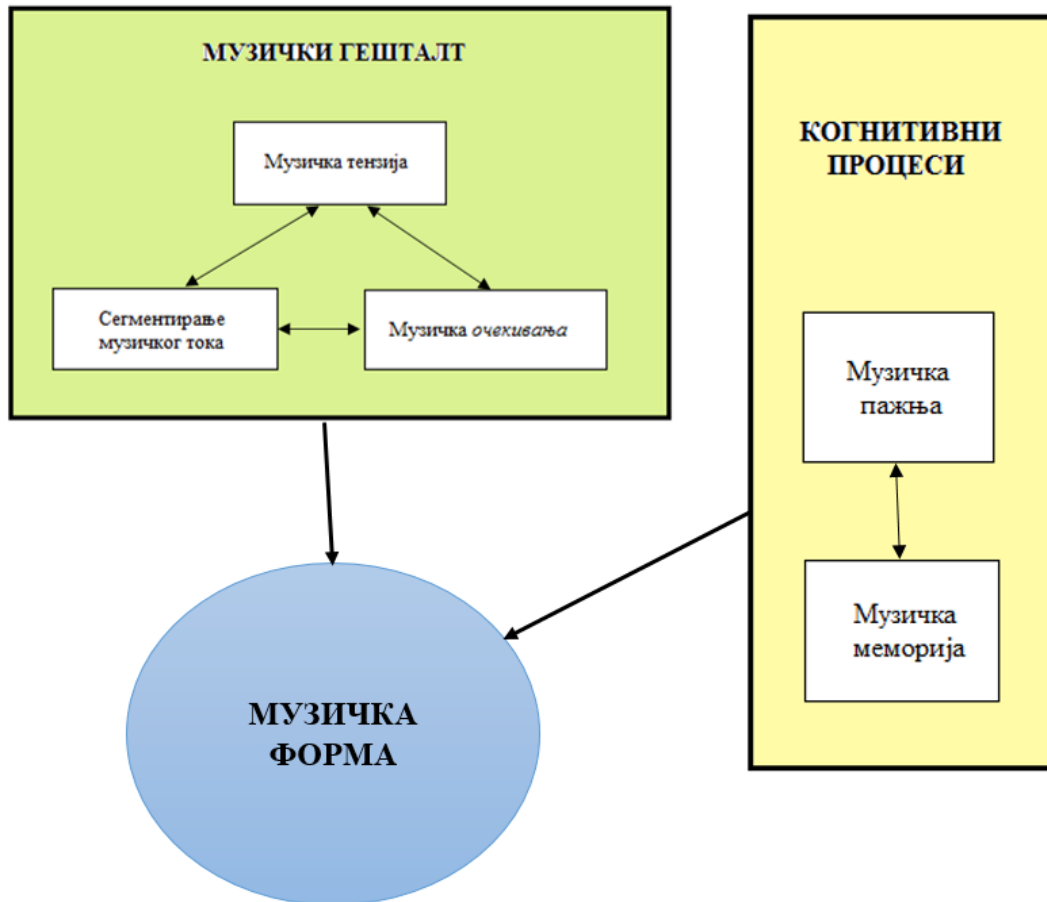 МУЗИЧКИ ГЕШТАЛТ
Музичка тензија
Сегментирање
музичког тока
Музичка очекивања
КОГНИТИВНИ
ПРОЦЕСИ
Музичка
пажња
Музичка
меморија
МУЗИЧКА
ФОРМА